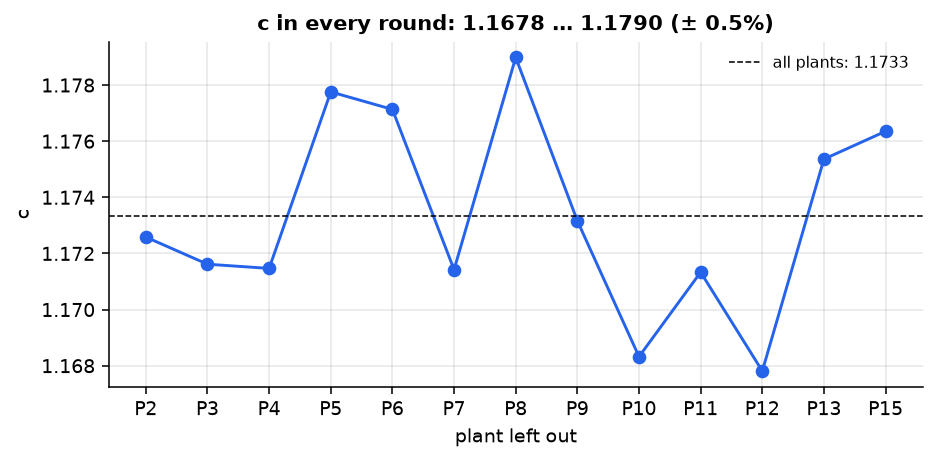 c in every round: 1.1678 … 1.1790 (± 0.5%)
all plants: 1.1733
1.178
1.176
1.174
1.172
1.170
1.168
c
P2 P3 P4 P5 P6 P7 P8 P9 P10 P11 P12 P13 P15
plant left out